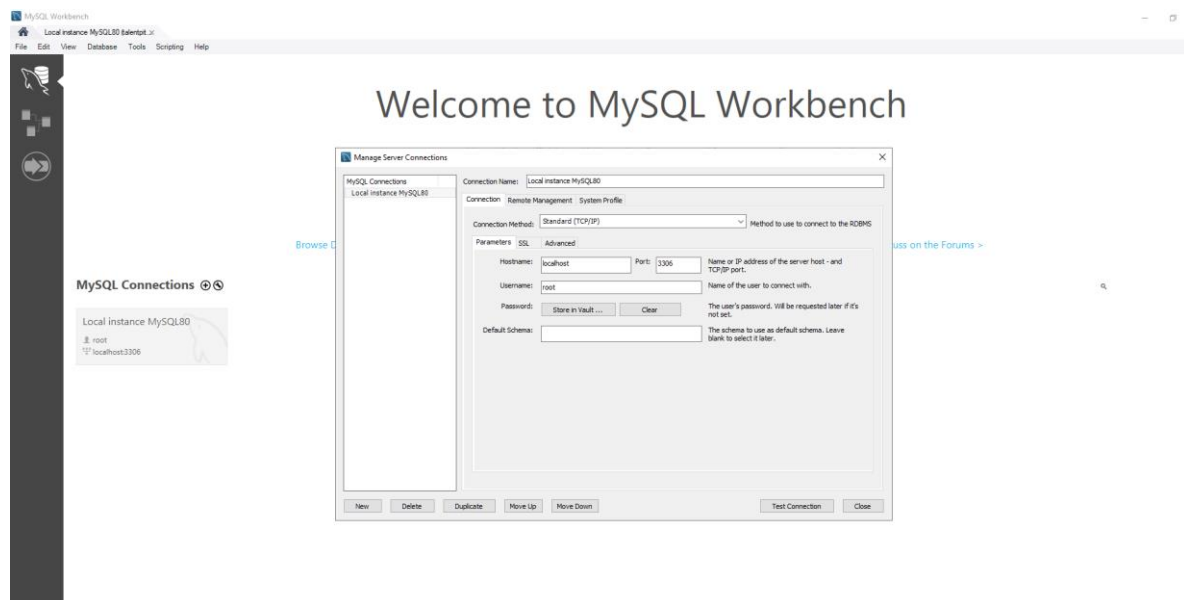 MySQL Workbench
Local instance MySQL80 (talentpit... x
File Edit View Database Tools Scripting Help
Welcome to MySQL Workbench
Manage Server Connections
MySQL Connections
Local instance MySQL80
Connection Name: Local instance MySQL80
Connection Remote Management System Profile
Connection Method: Standard (TCP/IP) Method to use to connect to the RDBMS
Parameters SSL Advanced
Hostname: localhost Port: 3306 Name or IP address of the server host - and
TCP/IP port.
Username: root Name of the user to connect with.
Password: Store in Vault ... Clear The user's password. Will be requested later if it's
not set.
Default Schema: The schema to use as default schema. Leave
blank to select it later.
New Delete Duplicate Move Up Move Down Test Connection Close
Browse D
uss on the Forums >
MySQL Connections
Local instance MySQL80
root
localhost:3306